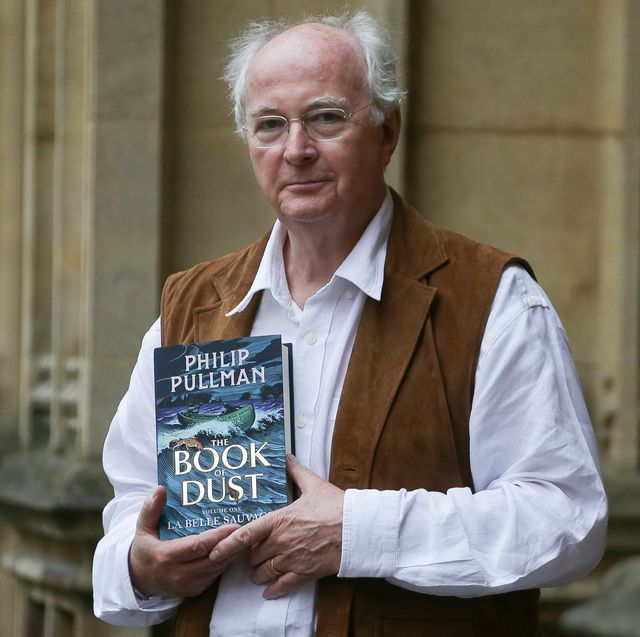 PHILIP
PULLMAN
THE
BOOK
OF
DUST
VOLUME ONE
LA BELLE